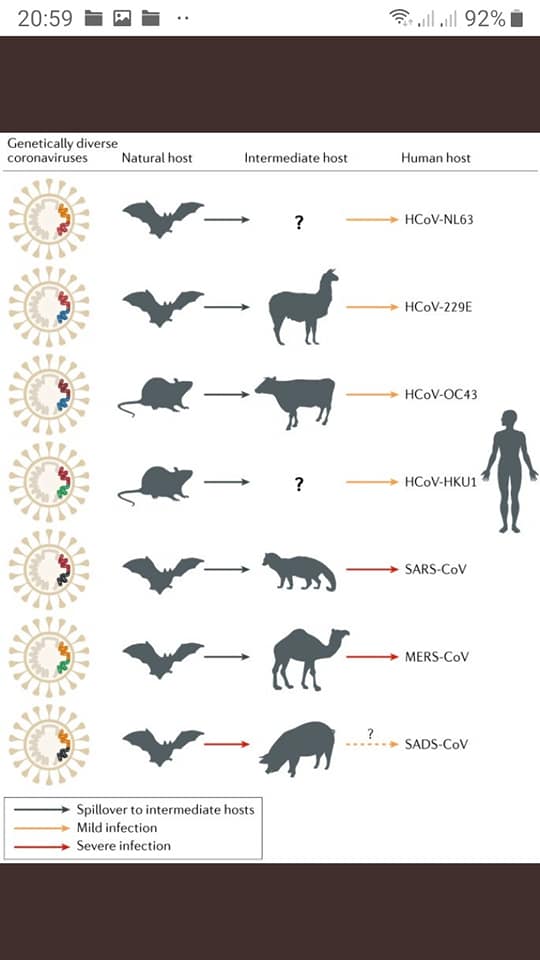 20:59 92%
Genetically diverse
coronaviruses Natural host Intermediate host Human host
? HCoV-NL63
HCoV-229E
HCoV-OC43
? HCoV-HKU1
SARS-CoV
MERS-CoV
? SADS-CoV
Spillover to intermediate hosts
Mild infection
Severe infection